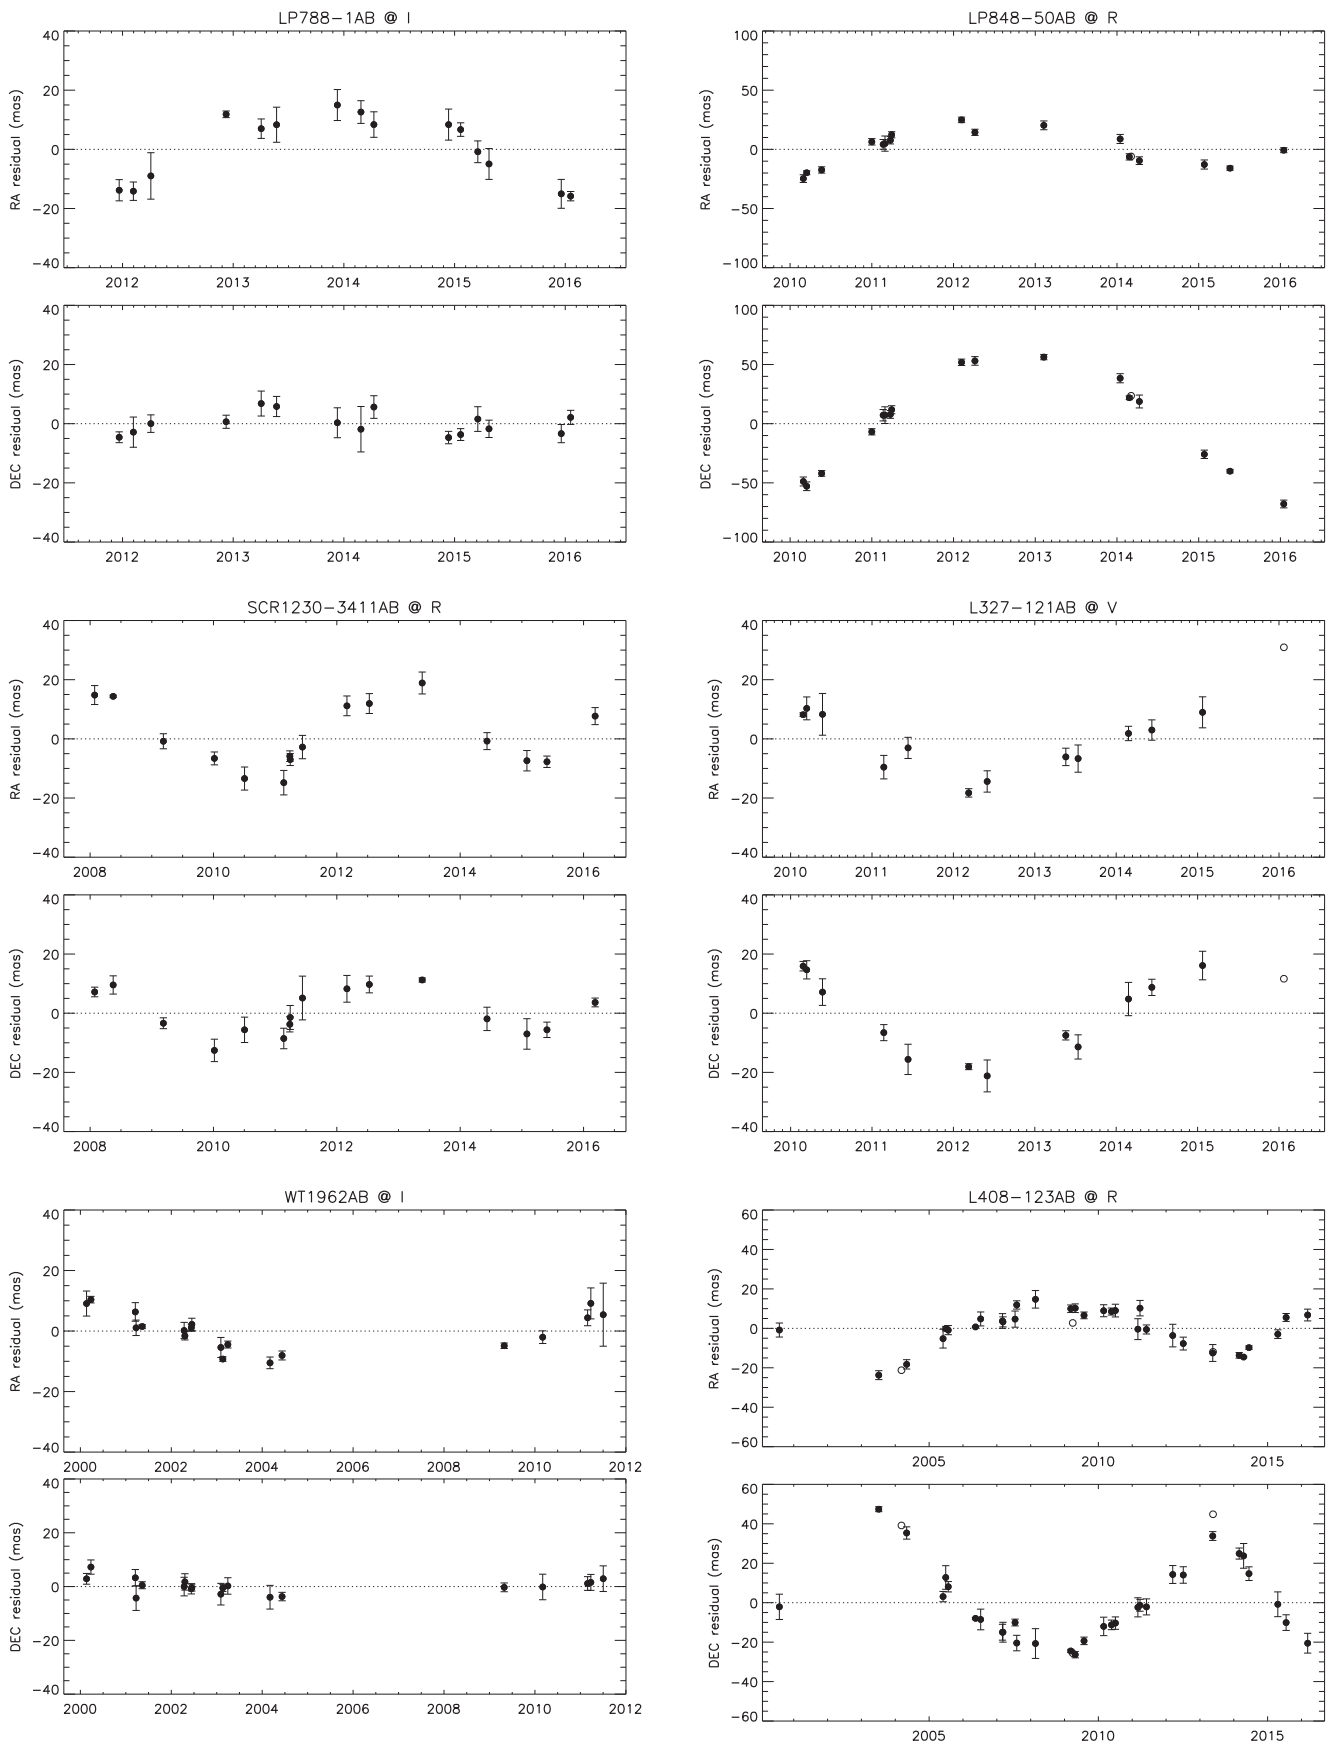 LP788−1AB @ I
RA residual (mas)
40
20
0
−20
−40
2012 2013 2014 2015 2016
DEC residual (mas)
40
20
0
−20
−40
2012 2013 2014 2015 2016
LP848−50AB @ R
RA residual (mas)
100
50
0
−50
−100
2010 2011 2012 2013 2014 2015 2016
DEC residual (mas)
100
50
0
−50
−100
2010 2011 2012 2013 2014 2015 2016
SCR1230−3411AB @ R
RA residual (mas)
40
20
0
−20
−40
2008 2010 2012 2014 2016
DEC residual (mas)
40
20
0
−20
−40
2008 2010 2012 2014 2016
L327−121AB @ V
RA residual (mas)
40
20
0
−20
−40
2010 2011 2012 2013 2014 2015 2016
DEC residual (mas)
40
20
0
−20
−40
2010 2011 2012 2013 2014 2015 2016
WT1962AB @ I
RA residual (mas)
40
20
0
−20
−40
2000 2002 2004 2006 2008 2010 2012
DEC residual (mas)
40
20
0
−20
−40
2000 2002 2004 2006 2008 2010 2012
L408−123AB @ R
RA residual (mas)
60
40
20
0
−20
−40
−60
2005 2010 2015
DEC residual (mas)
60
40
20
0
−20
−40
−60
2005 2010 2015